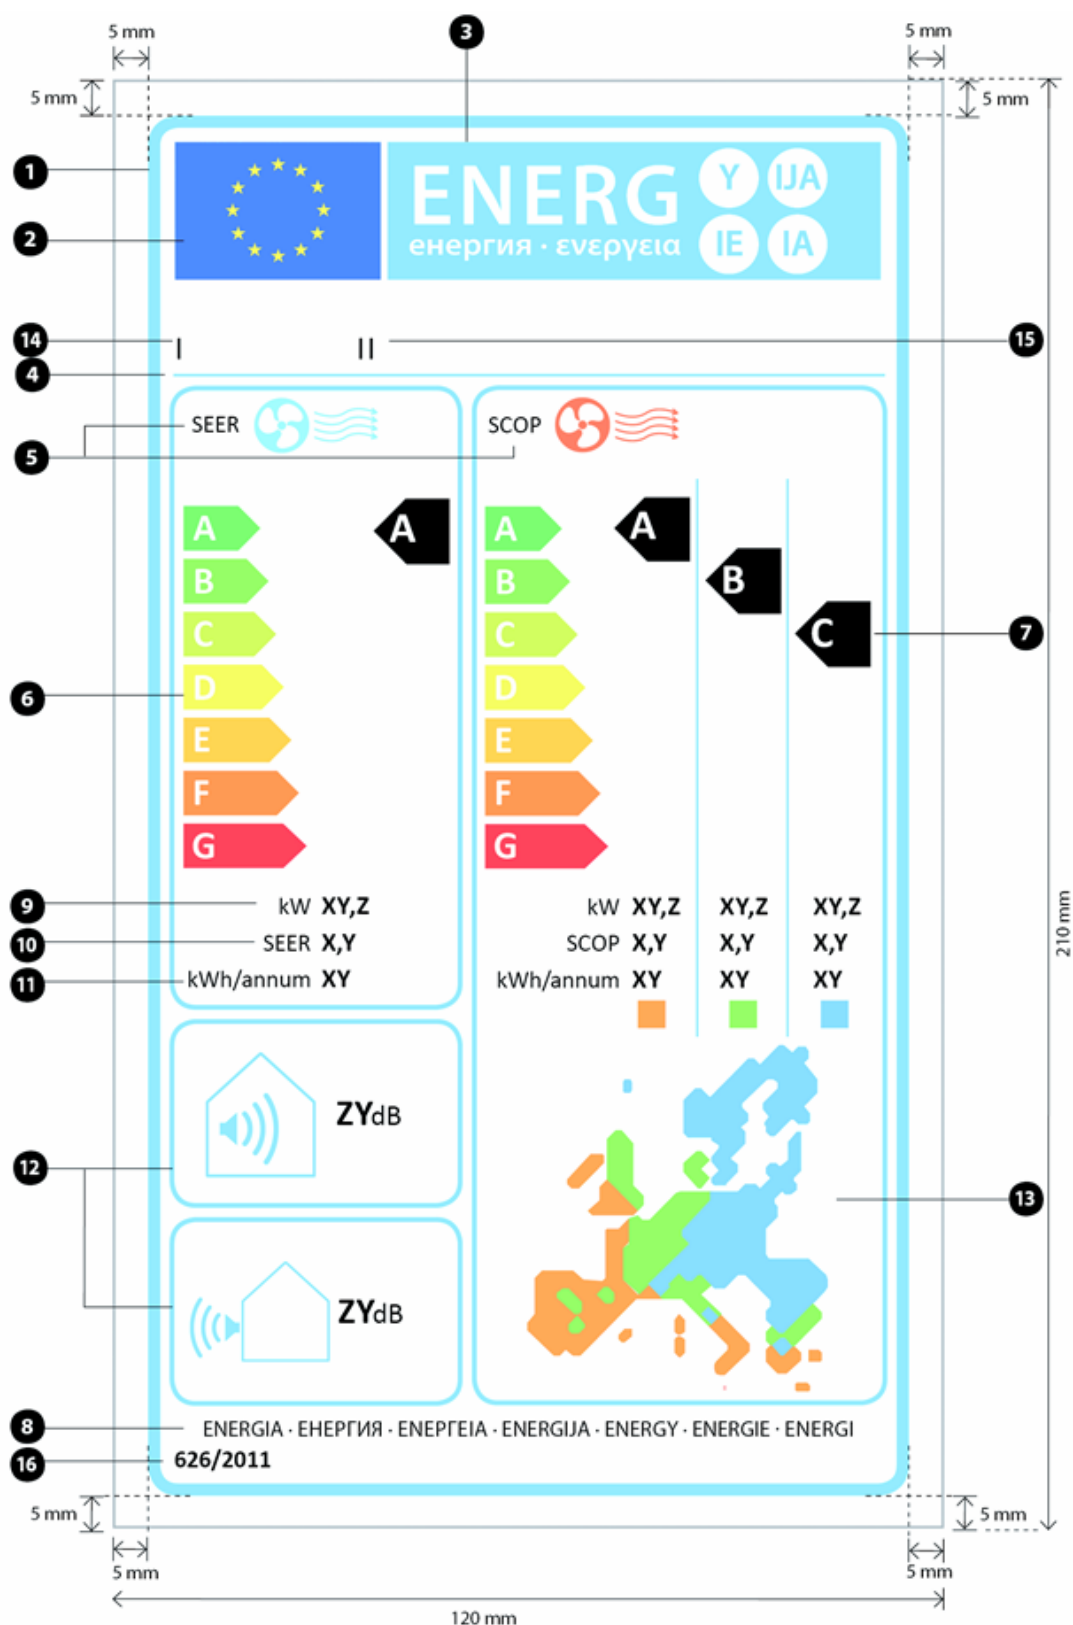 5 mm
3
5 mm
5 mm
5 mm
1
ENERG Y IJA
2
енергия · ενεργεια IE IA
14
I II
15
4
SEER
SCOP
5
A A A A
B B B
C C C
7
D D
6
E E
F F
G G
9
kW XY,Z
kW XY,Z XY,Z XY,Z
10
SEER X,Y
SCOP X,Y X,Y X,Y
11
kWh/annum XY
kWh/annum XY XY XY
210 mm
ZYdB
12
13
ZYdB
8
ENERGIA · ЕНЕРГИЯ · ΕΝΕΡΓΕΙΑ · ENERGIJA · ENERGY · ENERGIE · ENERGI
16
626/2011
5 mm
5 mm
5 mm
5 mm
120 mm